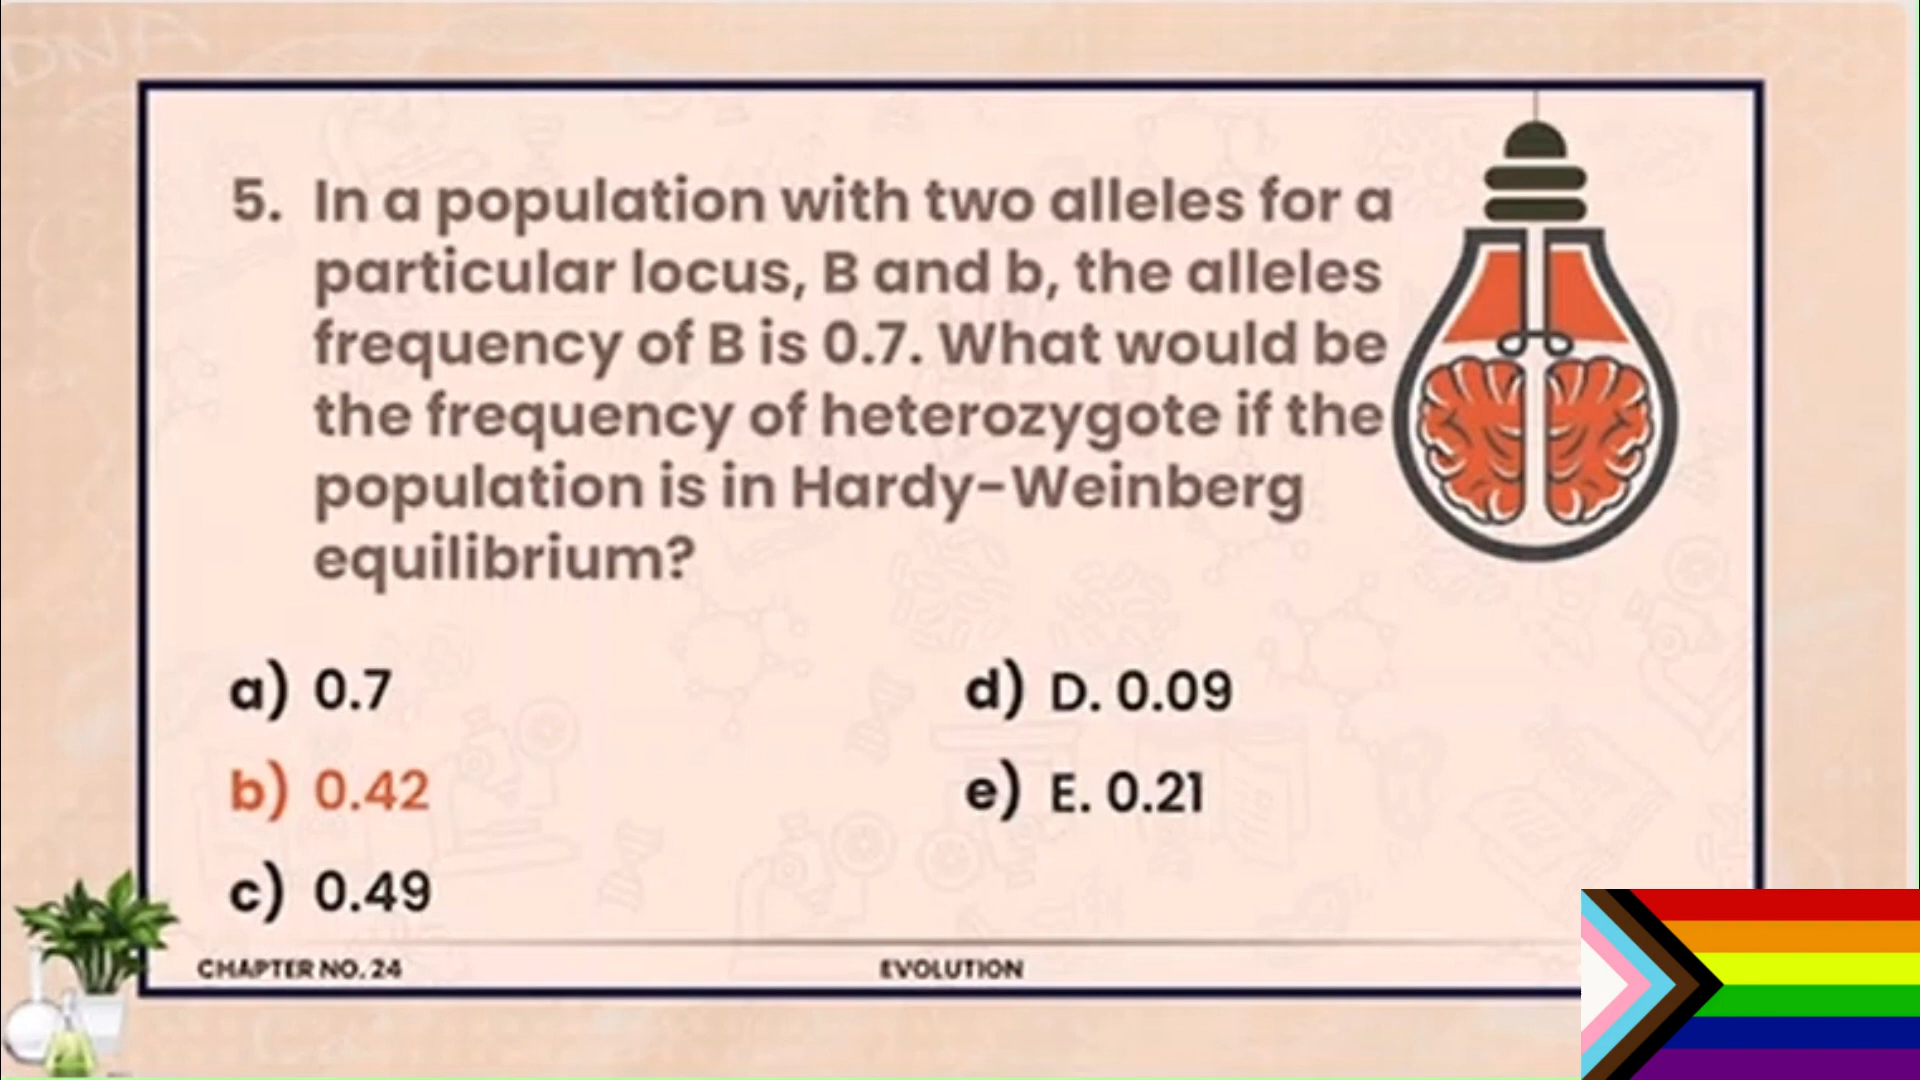 DNA
5. In a population with two alleles for a
particular locus, B and b, the alleles
frequency of B is 0.7. What would be
the frequency of heterozygote if the
population is in Hardy-Weinberg
equilibrium?
a) 0.7
b) 0.42
c) 0.49
d) D. 0.09
e) E. 0.21
CHAPTER NO. 24
EVOLUTION